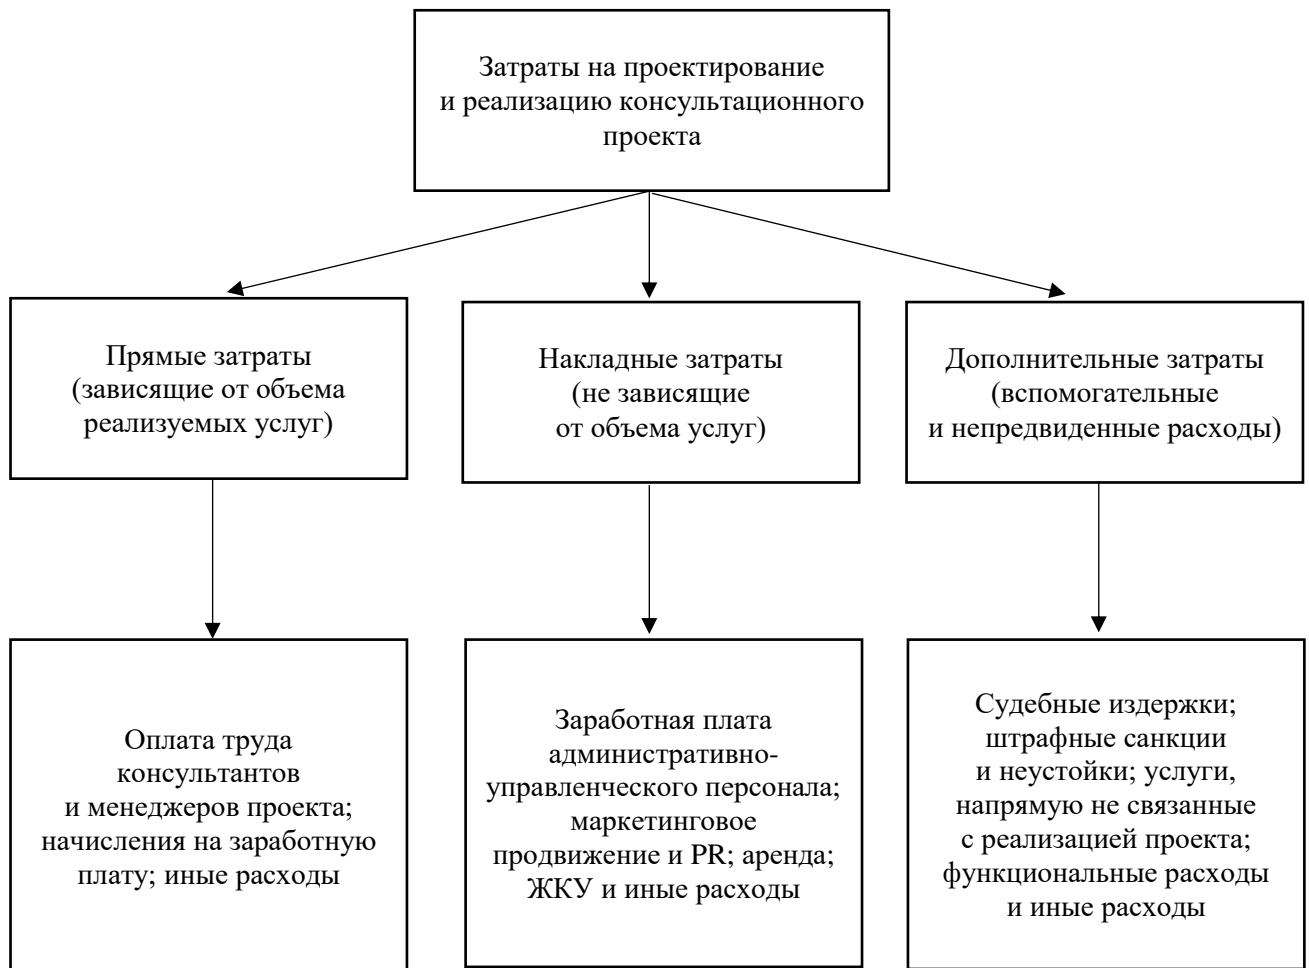 Затраты на проектирование
и реализацию консультационного
проекта
Прямые затраты
(зависящие от объема
реализуемых услуг)
Накладные затраты
(не зависящие
от объема услуг)
Дополнительные затраты
(вспомогательные
и непредвиденные расходы)
Оплата труда
консультантов
и менеджеров проекта;
начисления на заработную
плату; иные расходы
Заработная плата
административно-
управленческого персонала;
маркетинговое
продвижение и PR; аренда;
ЖКУ и иные расходы
Судебные издержки;
штрафные санкции
и неустойки; услуги,
напрямую не связанные
с реализацией проекта;
функциональные расходы
и иные расходы